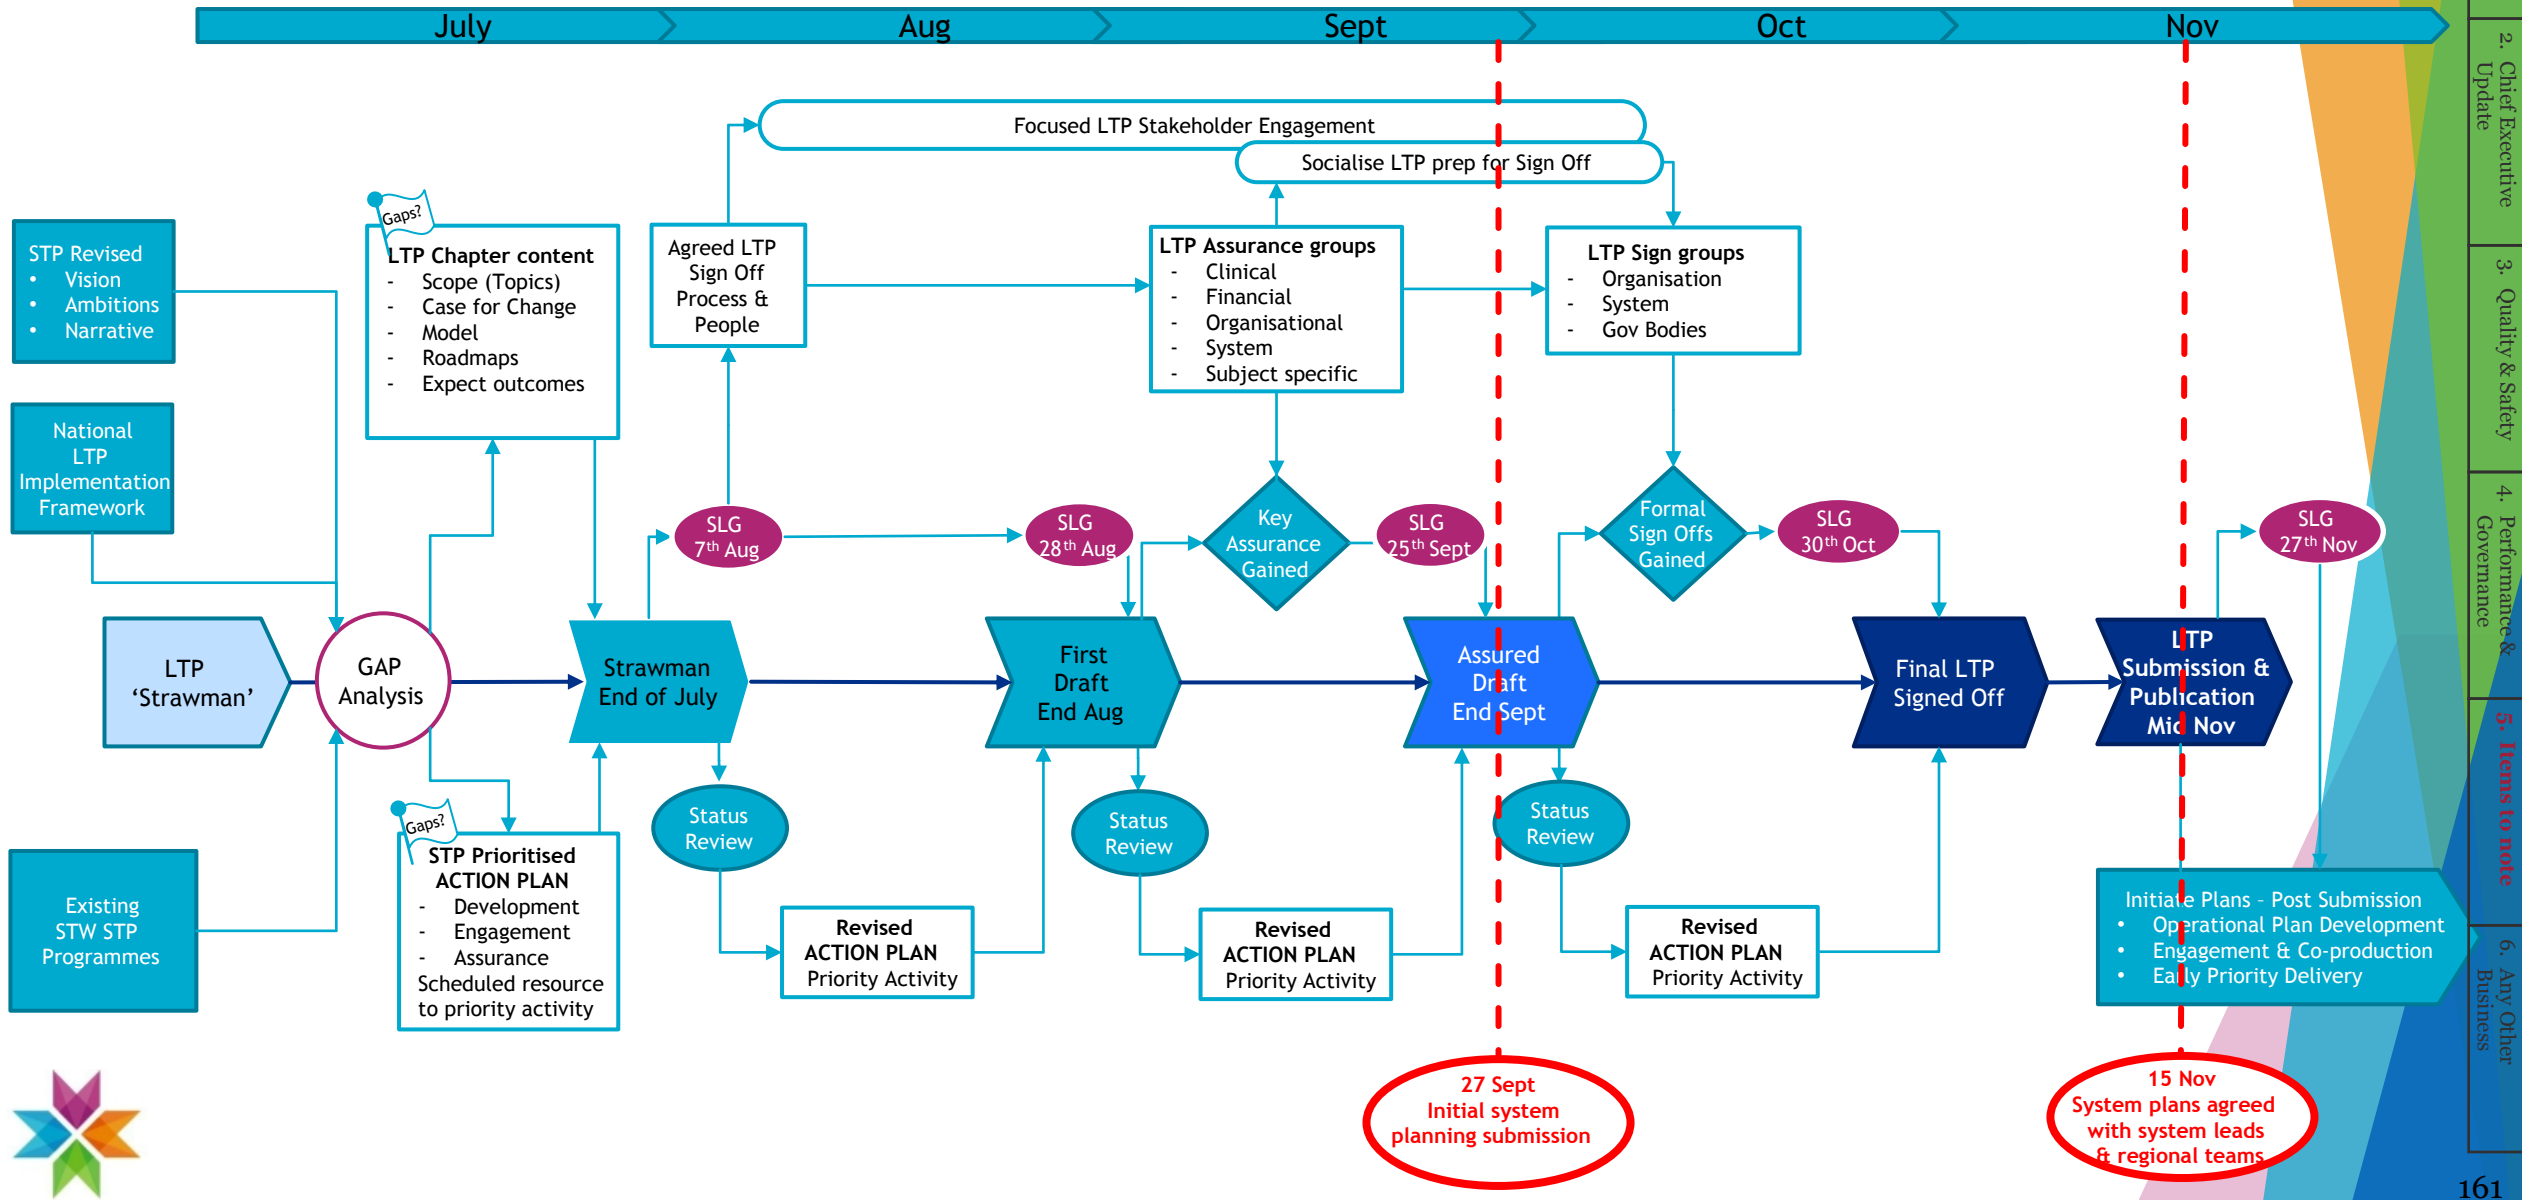 July
Aug
Sept
Oct
Nov
Focused LTP Stakeholder Engagement
Socialise LTP prep for Sign Off
STP Revised
• Vision
• Ambitions
• Narrative
Gaps?
LTP Chapter content
- Scope (Topics)
- Case for Change
- Model
- Roadmaps
- Expect outcomes
Agreed LTP
Sign Off
Process &
People
LTP Assurance groups
- Clinical
- Financial
- Organisational
- System
- Subject specific
LTP Sign groups
- Organisation
- System
- Gov Bodies
National
LTP
Implementation
Framework
SLG
7th Aug
SLG
28th Aug
Key
Assurance
Gained
SLG
25th Sept
Formal
Sign Offs
Gained
SLG
30th Oct
SLG
27th Nov
LTP
‘Strawman’
GAP
Analysis
Strawman
End of July
First
Draft
End Aug
Assured
Draft
End Sept
Final LTP
Signed Off
LTP
Submission &
Publication
Mid Nov
Existing
STW STP
Programmes
Gaps?
STP Prioritised
ACTION PLAN
- Development
- Engagement
- Assurance
Scheduled resource
to priority activity
Status
Review
Status
Review
Status
Review
Revised
ACTION PLAN
Priority Activity
Revised
ACTION PLAN
Priority Activity
Revised
ACTION PLAN
Priority Activity
Initiate Plans - Post Submission
• Operational Plan Development
• Engagement & Co-production
• Early Priority Delivery
27 Sept
Initial system
planning submission
15 Nov
System plans agreed
with system leads
& regional teams
2. Chief Executive
Update
3. Quality & Safety
4. Performance &
Governance
5. Items to note
6. Any Other
Business
161